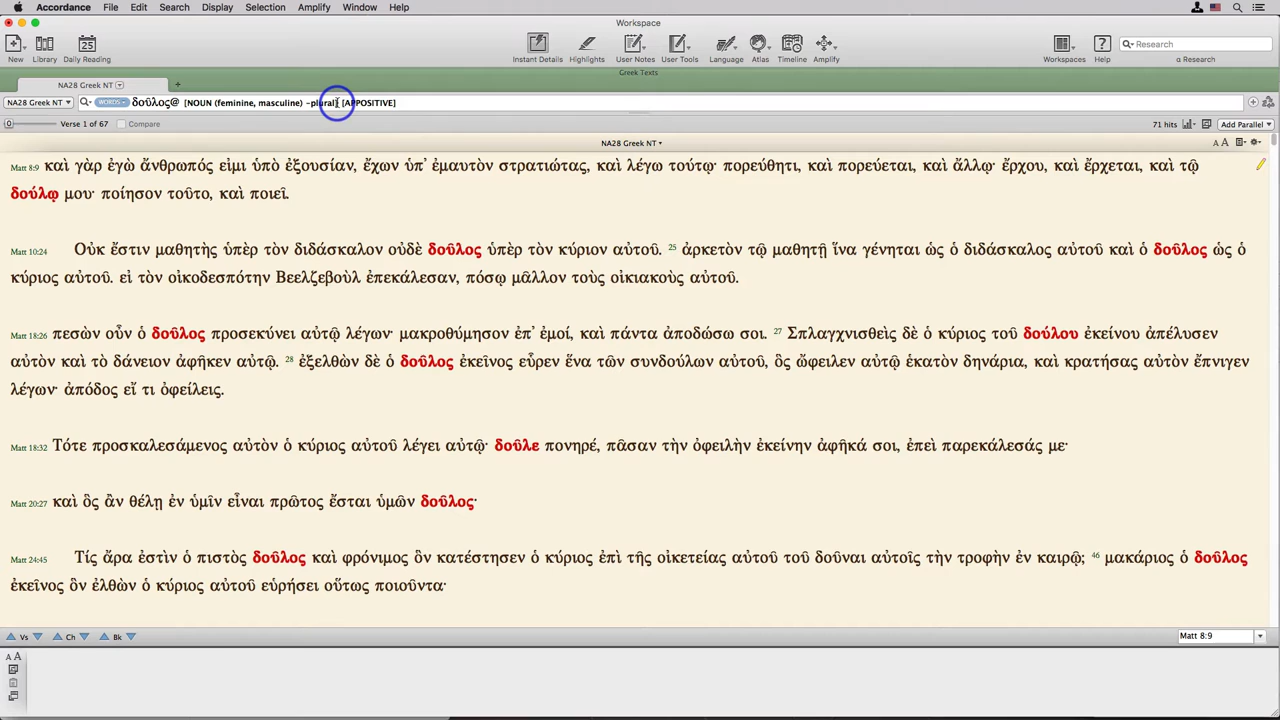 Accordance File Edit Search Display Selection Amplify Window Help
Workspace
New Library Daily Reading Instant Details Highlights User Notes User Tools Language Atlas Timeline Amplify Workspaces Help Research
α Research
Greek Texts
NA28 Greek NT +
NA28 Greek NT WORDS δοῦλος@ [NOUN (feminine, masculine) -plural] [APPOSITIVE]
0 Verse 1 of 67 Compare 71 hits Add Parallel
NA28 Greek NT
Matt 8:9 καὶ γὰρ ἐγὼ ἄνθρωπός εἰμι ὑπὸ ἐξουσίαν, ἔχων ὑπ’ ἐμαυτὸν στρατιώτας, καὶ λέγω τούτῳ· πορεύθητι, καὶ πορεύεται, καὶ ἄλλῳ· ἔρχου, καὶ ἔρχεται, καὶ τῷ
δούλῳ μου· ποίησον τοῦτο, καὶ ποιεῖ.
Matt 10:24 Οὐκ ἔστιν μαθητὴς ὑπὲρ τὸν διδάσκαλον οὐδὲ δοῦλος ὑπὲρ τὸν κύριον αὐτοῦ. 25 ἀρκετὸν τῷ μαθητῇ ἵνα γένηται ὡς ὁ διδάσκαλος αὐτοῦ καὶ ὁ δοῦλος ὡς ὁ
κύριος αὐτοῦ. εἰ τὸν οἰκοδεσπότην Βεελζεβοὺλ ἐπεκάλεσαν, πόσῳ μᾶλλον τοὺς οἰκιακοὺς αὐτοῦ.
Matt 18:26 πεσὼν οὖν ὁ δοῦλος προσεκύνει αὐτῷ λέγων· μακροθύμησον ἐπ’ ἐμοί, καὶ πάντα ἀποδώσω σοι. 27 Σπλαγχνισθεὶς δὲ ὁ κύριος τοῦ δούλου ἐκείνου ἀπέλυσεν
αὐτὸν καὶ τὸ δάνειον ἀφῆκεν αὐτῷ. 28 ἐξελθὼν δὲ ὁ δοῦλος ἐκεῖνος εὗρεν ἕνα τῶν συνδούλων αὐτοῦ, ὃς ὤφειλεν αὐτῷ ἑκατὸν δηνάρια, καὶ κρατήσας αὐτὸν ἔπνιγεν
λέγων· ἀπόδος εἴ τι ὀφείλεις.
Matt 18:32 Τότε προσκαλεσάμενος αὐτὸν ὁ κύριος αὐτοῦ λέγει αὐτῷ· δοῦλε πονηρέ, πᾶσαν τὴν ὀφειλὴν ἐκείνην ἀφῆκά σοι, ἐπεὶ παρεκάλεσάς με·
Matt 20:27 καὶ ὃς ἂν θέλῃ ἐν ὑμῖν εἶναι πρῶτος ἔσται ὑμῶν δοῦλος·
Matt 24:45 Τίς ἄρα ἐστὶν ὁ πιστὸς δοῦλος καὶ φρόνιμος ὃν κατέστησεν ὁ κύριος ἐπὶ τῆς οἰκετείας αὐτοῦ τοῦ δοῦναι αὐτοῖς τὴν τροφὴν ἐν καιρῷ; 46 μακάριος ὁ δοῦλος
ἐκεῖνος ὃν ἐλθὼν ὁ κύριος αὐτοῦ εὑρήσει οὕτως ποιοῦντα·
Vs Ch Bk Matt 8:9